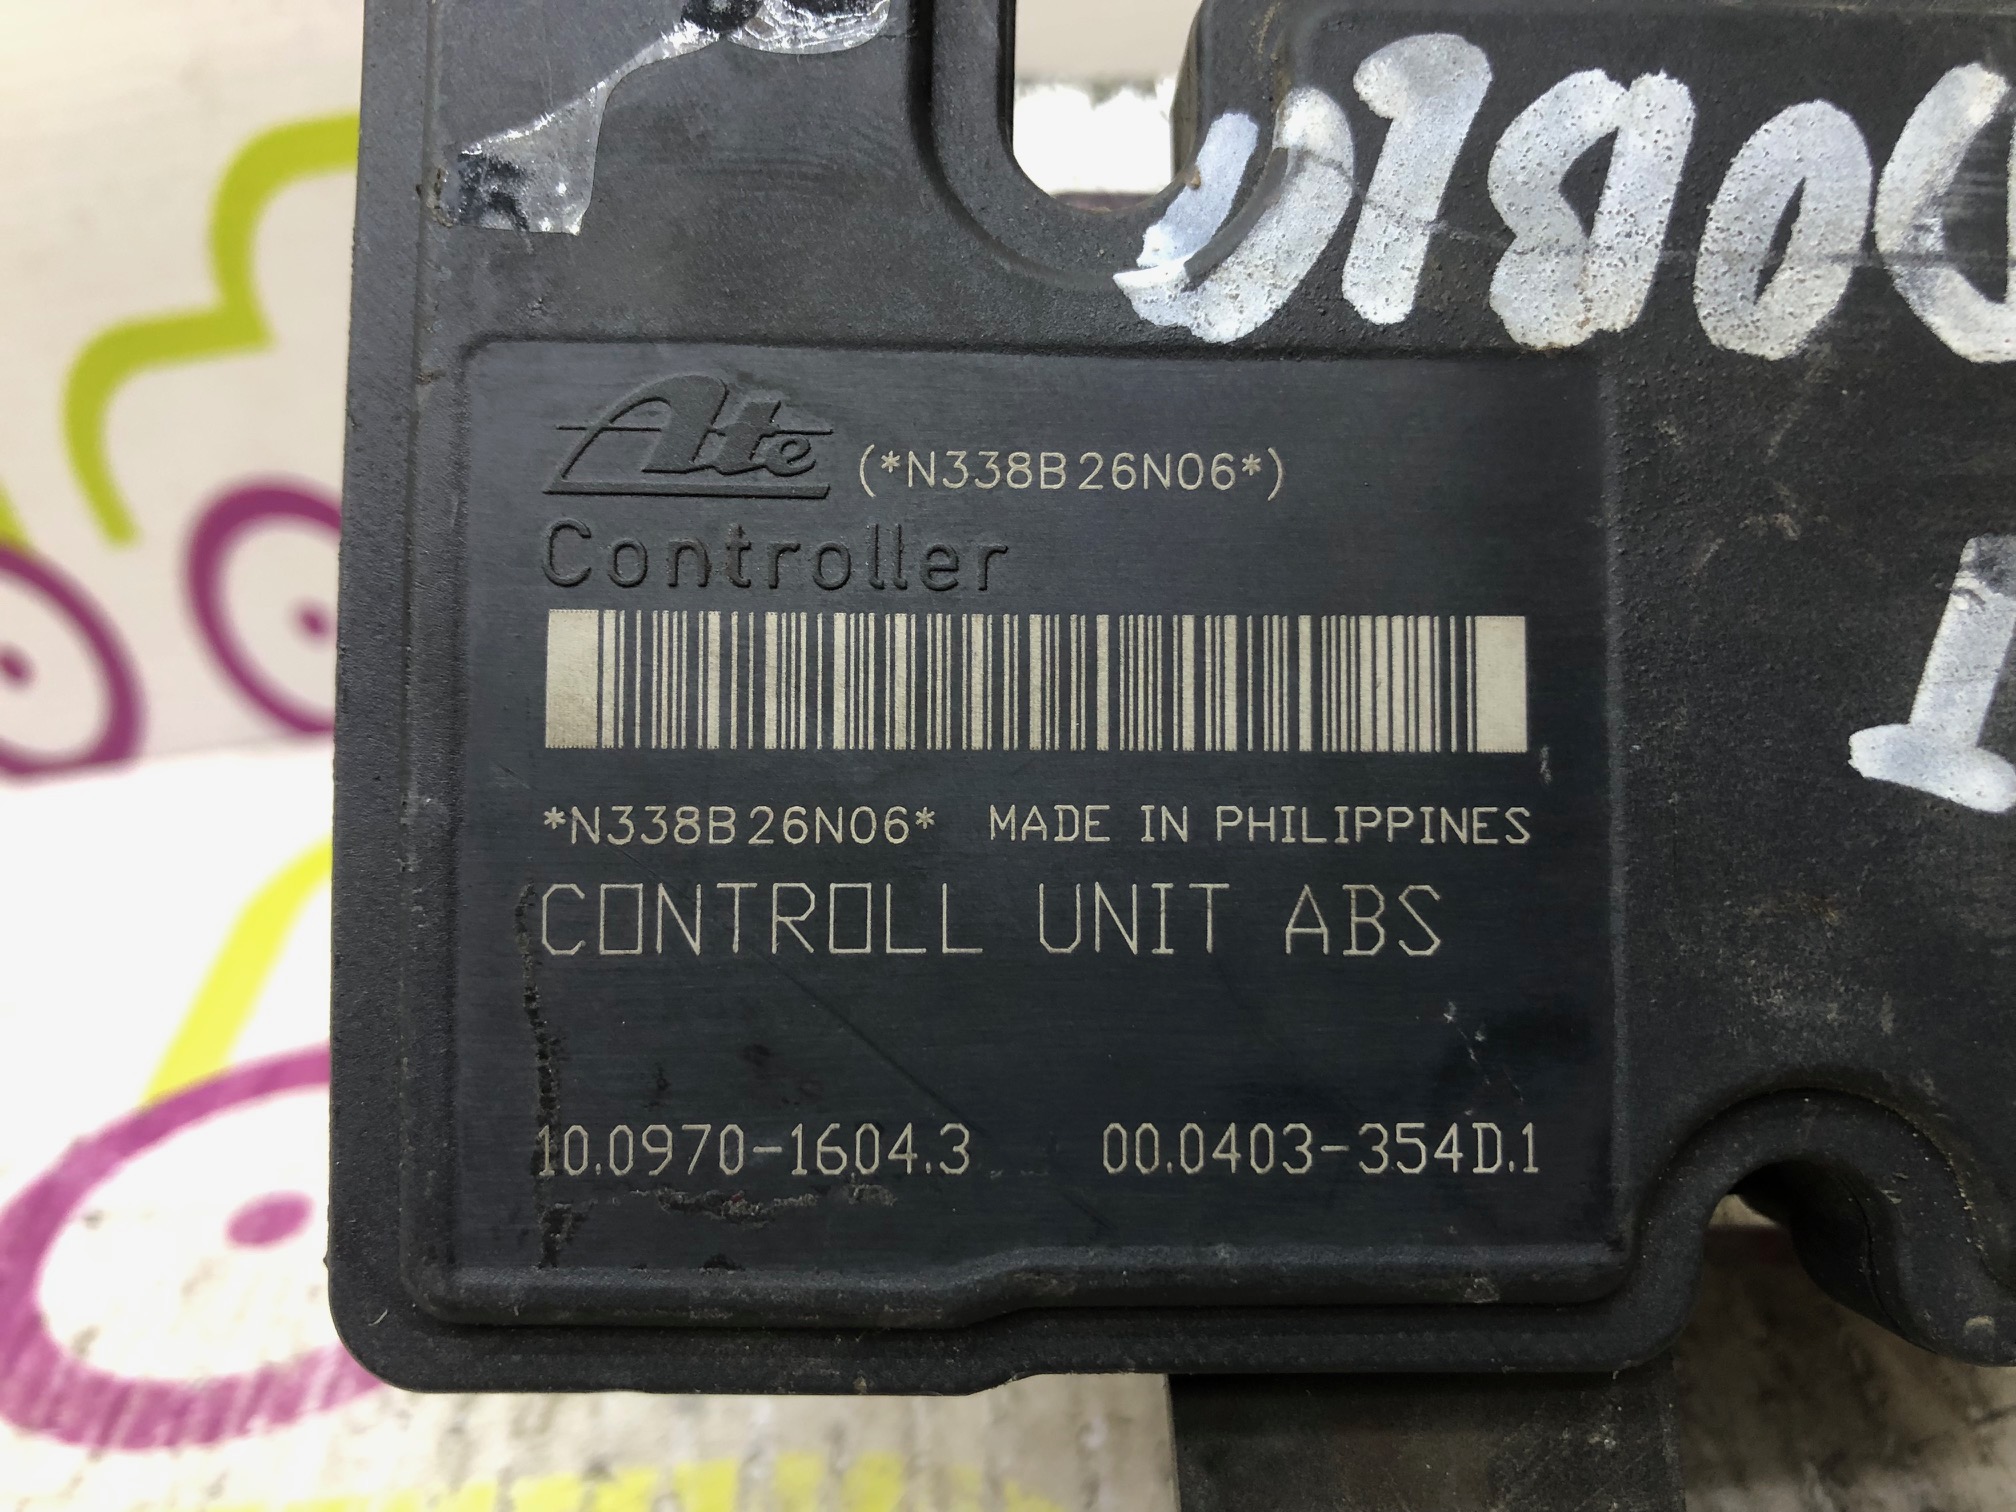 Ate (*N338B26N06*)
Controller
*N338B26N06* MADE IN PHILIPPINES
CONTROLL UNIT ABS
10.0970-1604.3 00.0403-354D.1